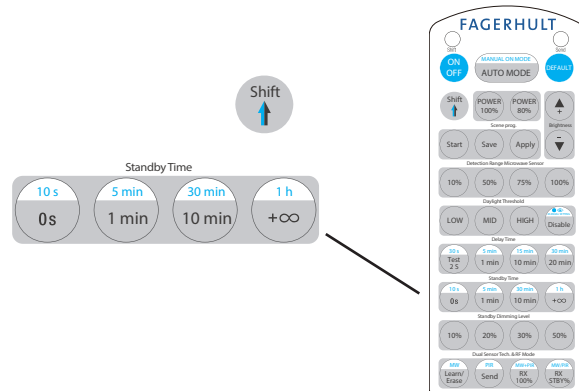 Shift
Standby Time
10 s 5 min 30 min 1 h
0s 1 min 10 min +∞
FAGERHULT
Shift Send
ON OFF
MANUAL ON MODE
AUTO MODE
DEFAULT
Shift
POWER 100%
POWER 80%
+
Brightness
Scene prog.
Start Save Apply −
Detection Range Microwave Sensor
10% 50% 75% 100%
Daylight Threshold
LOW MID HIGH Disable
Delay Time
30 s 5 min 15 min 30 min
Test 2 S 1 min 10 min 20 min
Standby Time
10 s 5 min 30 min 1 h
0s 1 min 10 min +∞
Standby Dimming Level
10% 20% 30% 50%
Dual Sensor Tech. & RF Mode
MW PIR MW+PIR MW/PIR
Learn/ Erase Send RX 100% RX STBY%